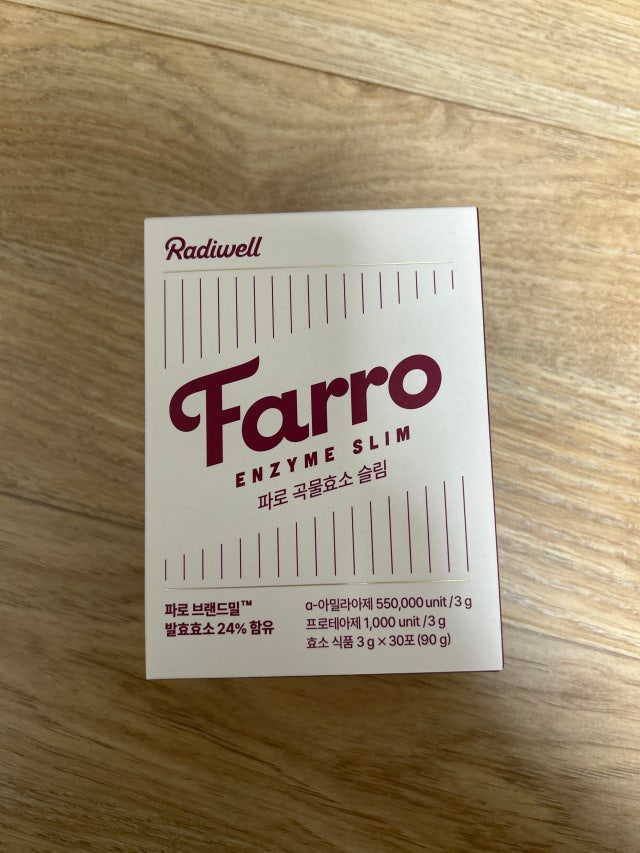 Radiwell
Farro
ENZYME SLIM
파로 곡물효소 슬림
파로 브랜드밀™
발효효소 24% 함유
α-아밀라아제 550,000 unit /3 g
프로테아제 1,000 unit /3 g
효소 식품 3 g × 30포 (90 g)